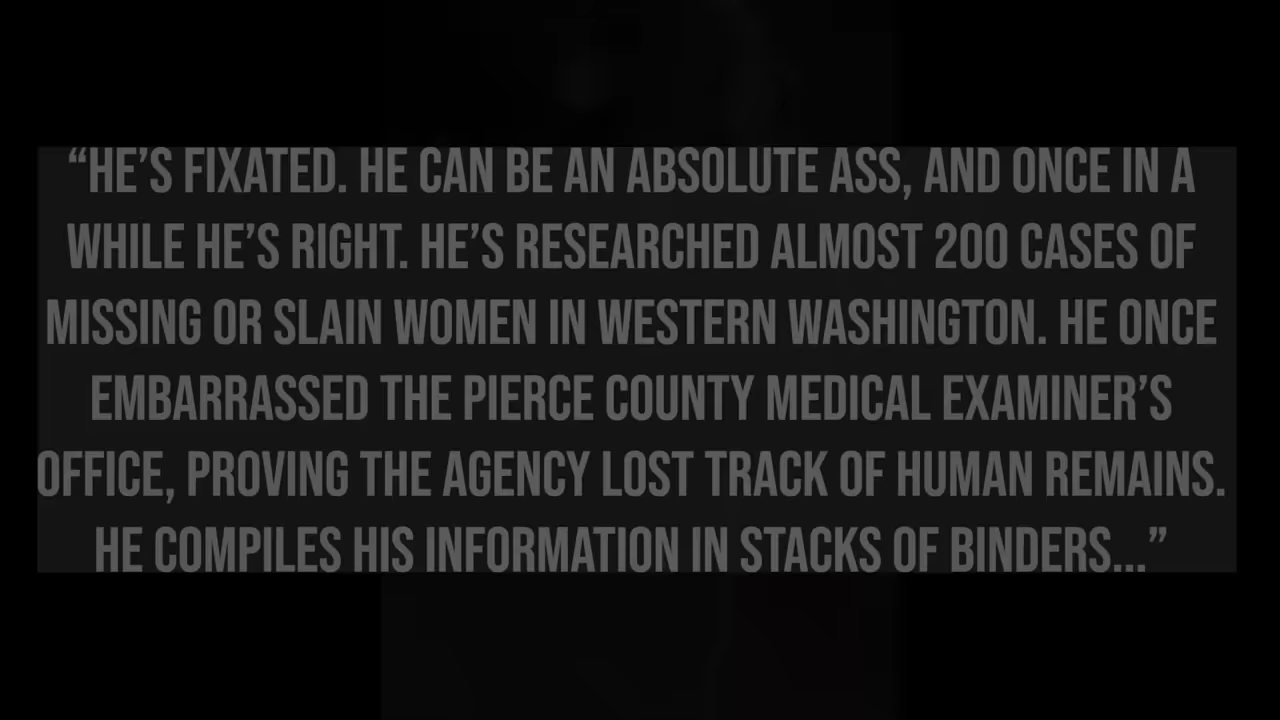 “HE’S FIXATED. HE CAN BE AN ABSOLUTE ASS, AND ONCE IN A
WHILE HE’S RIGHT. HE’S RESEARCHED ALMOST 200 CASES OF
MISSING OR SLAIN WOMEN IN WESTERN WASHINGTON. HE ONCE
EMBARRASSED THE PIERCE COUNTY MEDICAL EXAMINER’S
OFFICE, PROVING THE AGENCY LOST TRACK OF HUMAN REMAINS.
HE COMPILES HIS INFORMATION IN STACKS OF BINDERS...”